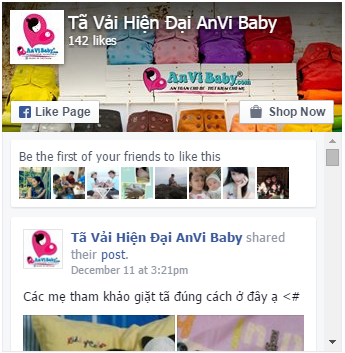 Tã Vải Hiện Đại AnVi Baby
142 likes
AnViBaby.com
AN TOÀN CHO BÉ - TIẾT KIỆM CHO MẸ
Like Page
Shop Now
Be the first of your friends to like this
Tã Vải Hiện Đại AnVi Baby shared
their post.
December 11 at 3:21pm
Các mẹ tham khảo giặt tã đúng cách ở đây ạ <#